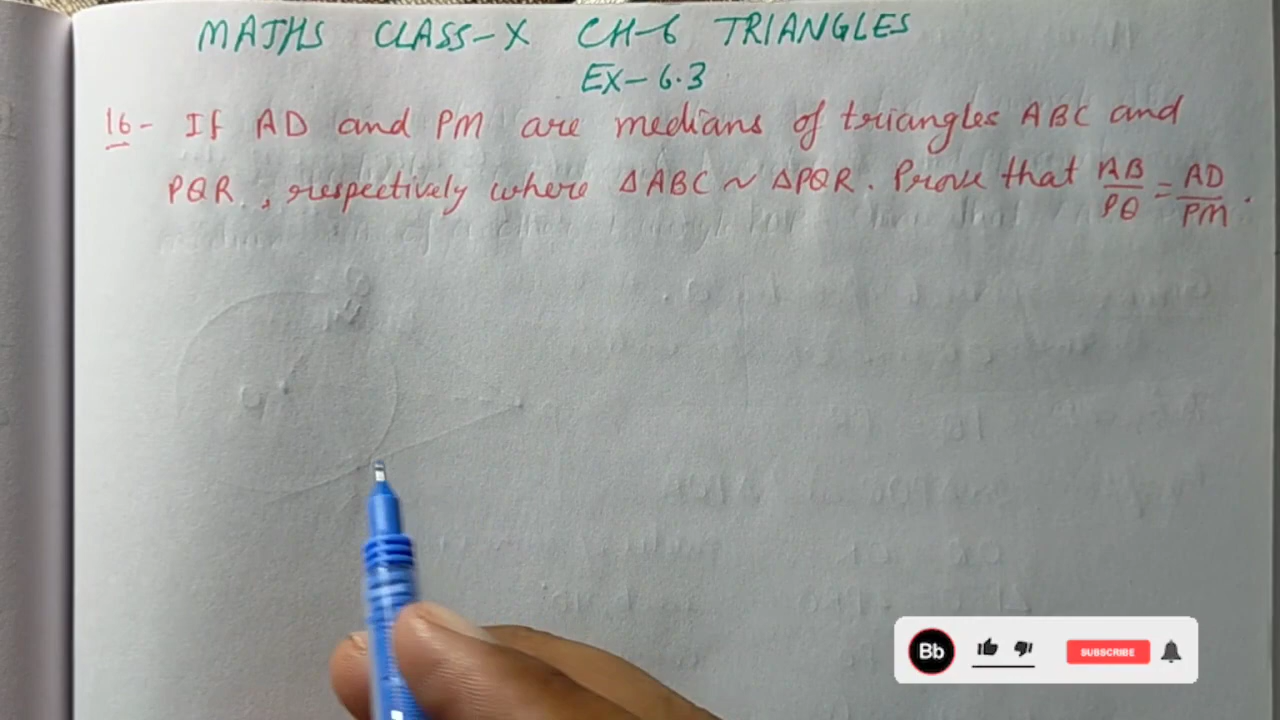 MATHS CLASS-X CH-6 TRIANGLES
EX-6.3
16- If AD and PM are medians of triangles ABC and
PQR, respectively where ΔABC ~ ΔPQR. Prove that AB/PQ = AD/PM.
Bb SUBSCRIBE